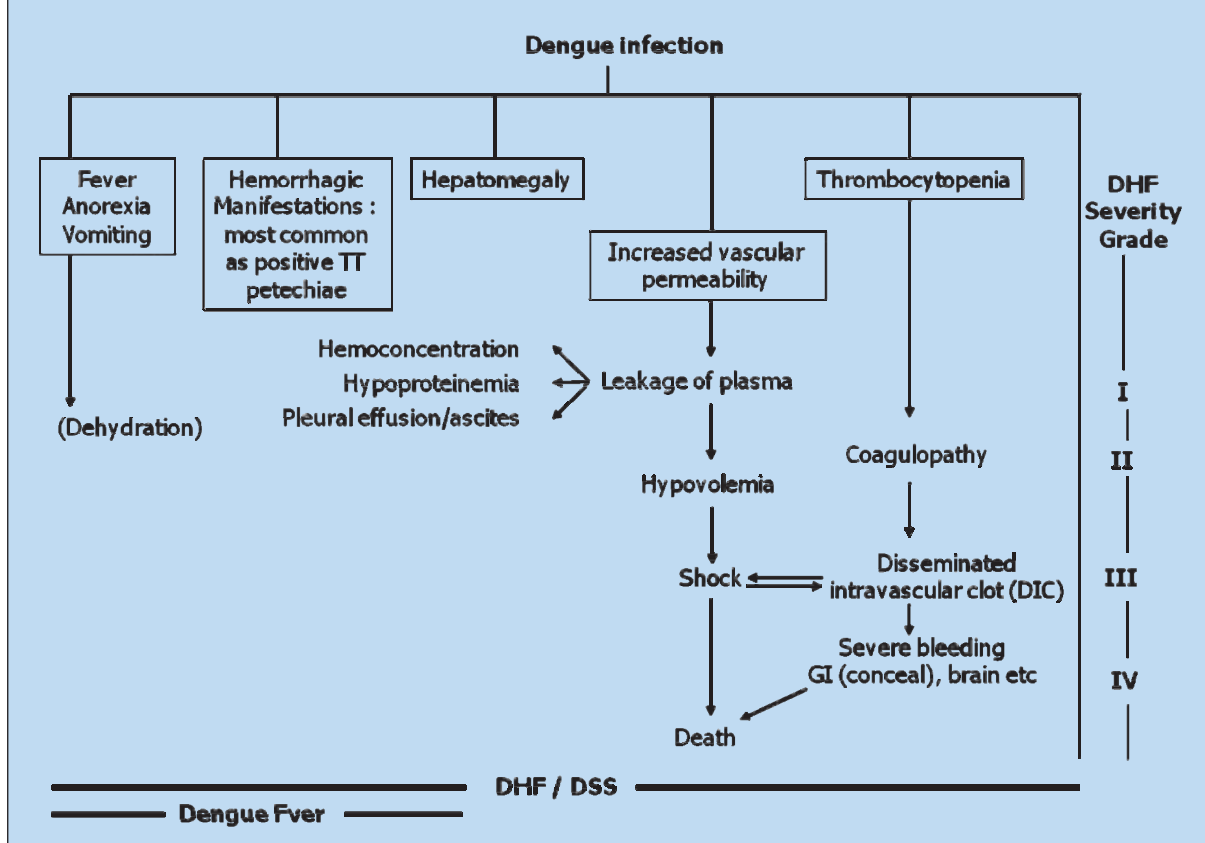 Dengue infection
Fever
Anorexia
Vomiting
Hemorrhagic
Manifestations :
most common
as positive TT
petechiae
Hepatomegaly
Increased vascular
permeability
Thrombocytopenia
DHF
Severity
Grade
Hemoconcentration
Hypoproteinemia
Pleural effusion/ascites
Leakage of plasma
I
(Dehydration)
Coagulopathy
II
Hypovolemia
Shock
Disseminated
intravascular clot (DIC)
III
Severe bleeding
GI (conceal), brain etc
IV
Death
DHF / DSS
Dengue Fver